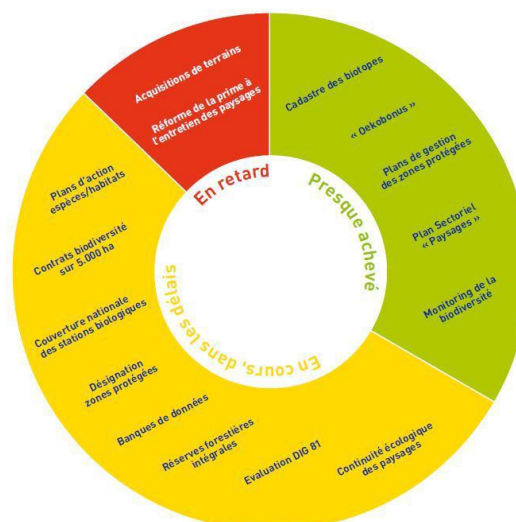 Acquisitions de terrains
Réforme de la prime à
l'entretien des paysages
En retard
Cadastre des biotopes
« Oekobonus »
Plans de gestion
des zones protégées
Plan Sectoriel
« Paysages »
Monitoring de la
biodiversité
Presque achevé
Plans d'action
espèces/habitats
Contrats biodiversité
sur 5.000 ha
Couverture nationale
des stations biologiques
Désignation
zones protégées
Banques de données
Réserves forestières
intégrales
Evaluation DIG 81
Continuité écologique
des paysages
En cours, dans les délais